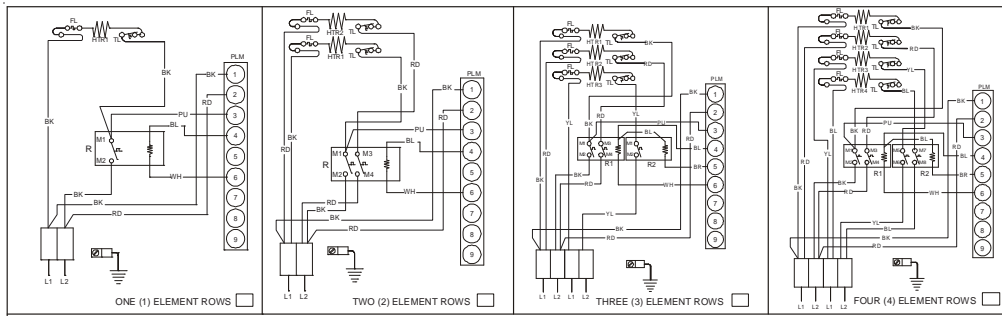 FL
HTR1
TL
PLM
BK
BK
BK
1
RD
2
PU
3
BL
4
M1
R
M2
5
WH
6
BK
BK
7
RD
8
9
L1 L2
ONE (1) ELEMENT ROWS
FL
HTR2
TL
FL
HTR1
TL
RD
PLM
BK
1
RD
RD
BK
2
PU
3
BL
4
M1 M3
R
M2 M4
5
WH
6
BK
BK
7
RD
8
9
L1 L2
TWO (2) ELEMENT ROWS
FL
HTR1
TL
BK
FL
HTR2
TL
RD
FL
HTR3
TL
PLM
BK
1
RD
2
YL
BK
RD
YL
PU
3
BL
4
R1
R2
BR
5
BK
RD
WH
6
YL
7
BK
8
RD
9
L1 L2 L1 L2
THREE (3) ELEMENT ROWS
FL
HTR1
TL
BK
FL
HTR2
TL
RD
FL
HTR3
TL
YL
FL
HTR4
TL
PLM
BK
1
RD
2
YL
BL
BK RD
PU
3
BL
BL
4
R1
R2
BR
5
BK
RD
WH
6
YL
BL
7
BK
8
RD
9
L1 L2 L1 L2
FOUR (4) ELEMENT ROWS